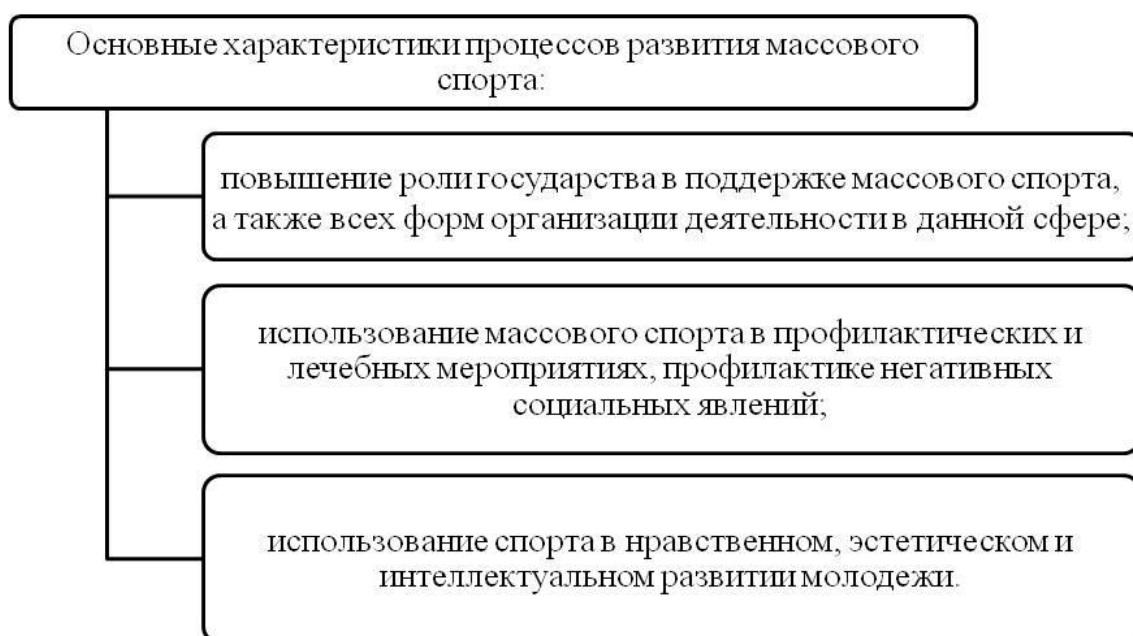 Основные характеристики процессов развития массового
спорта:
повышение роли государства в поддержке массового спорта,
а также всех форм организации деятельности в данной сфере;
использование массового спорта в профилактических и
лечебных мероприятиях, профилактике негативных
социальных явлений;
использование спорта в нравственном, эстетическом и
интеллектуальном развитии молодежи.